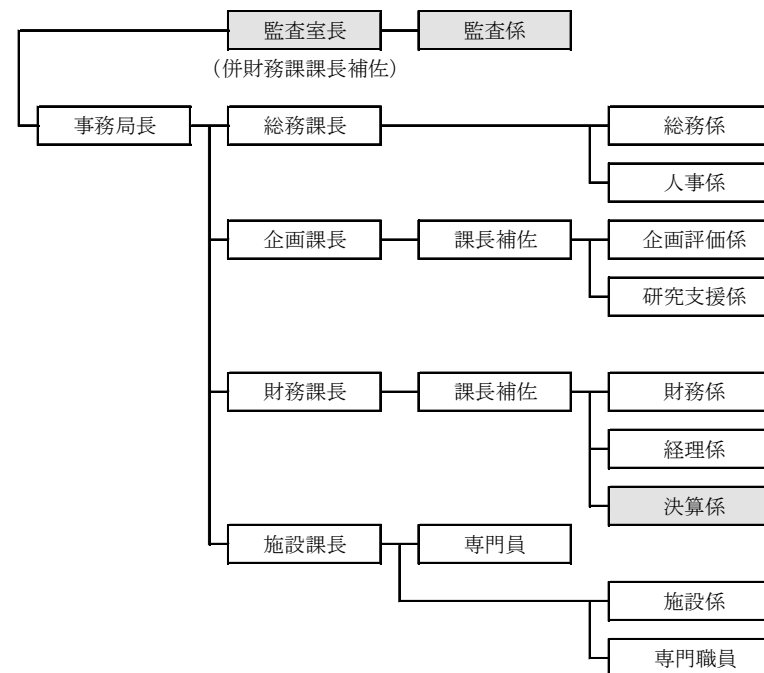 監査室長 監査係
(併財務課課長補佐)
事務局長 総務課長 総務係
人事係
企画課長 課長補佐 企画評価係
研究支援係
財務課長 課長補佐 財務係
経理係
決算係
施設課長 専門員
施設係
専門職員